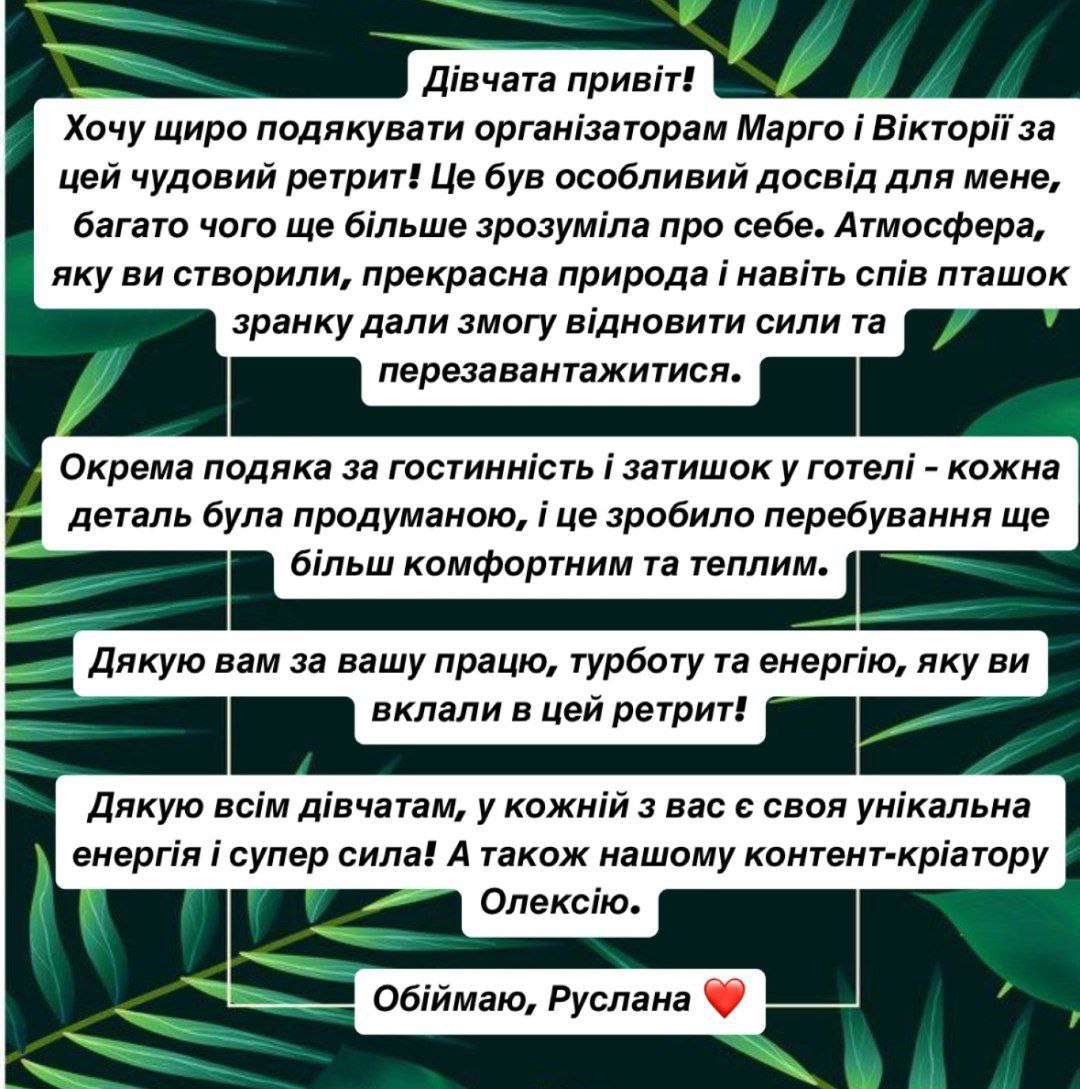 Дівчата привіт!
Хочу щиро подякувати організаторам Марго і Вікторії за
цей чудовий ретрит! Це був особливий досвід для мене,
багато чого ще більше зрозуміла про себе. Атмосфера,
яку ви створили, прекрасна природа і навіть спів пташок
зранку дали змогу відновити сили та
перезавантажитися.
Окрема подяка за гостинність і затишок у готелі - кожна
деталь була продуманою, і це зробило перебування ще
більш комфортним та теплим.
Дякую вам за вашу працю, турботу та енергію, яку ви
вклали в цей ретрит!
Дякую всім дівчатам, у кожній з вас є своя унікальна
енергія і супер сила! А також нашому контент-кріатору
Олексію.
Обіймаю, Руслана ❤️